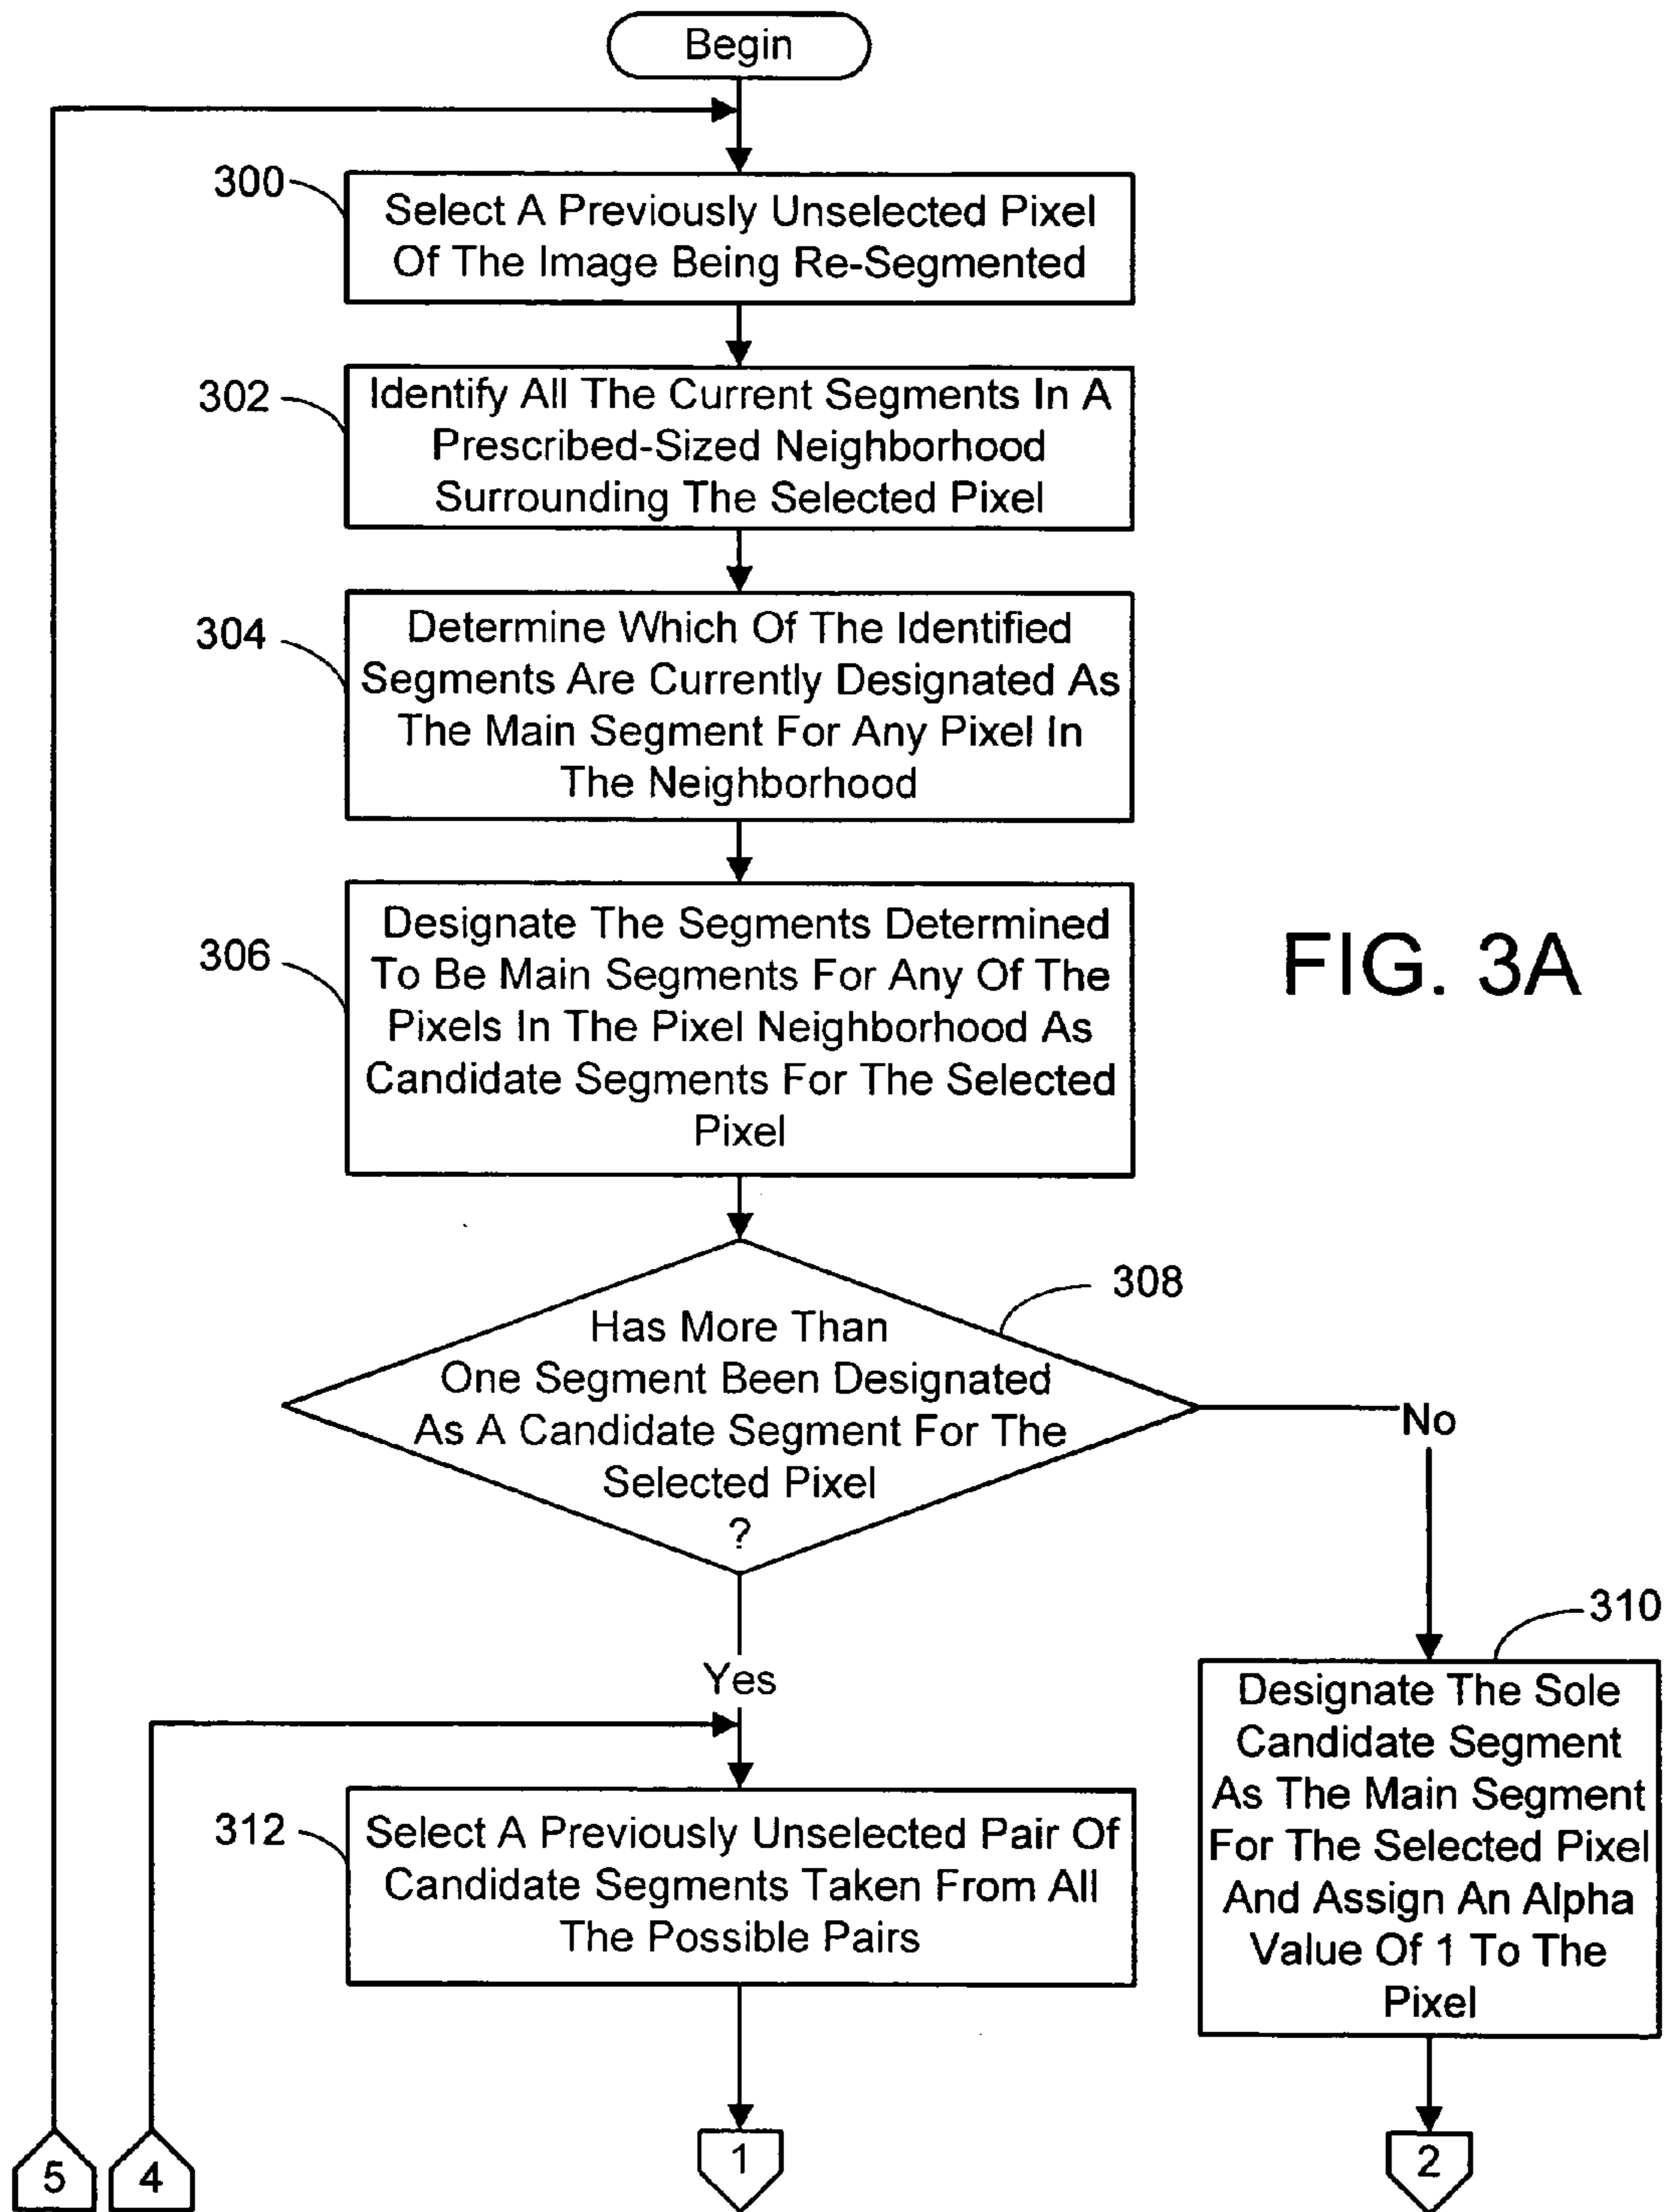 Begin
300
Select A Previously Unselected Pixel
Of The Image Being Re-Segmented
302
Identify All The Current Segments In A
Prescribed-Sized Neighborhood
Surrounding The Selected Pixel
304
Determine Which Of The Identified
Segments Are Currently Designated As
The Main Segment For Any Pixel In
The Neighborhood
306
Designate The Segments Determined
To Be Main Segments For Any Of The
Pixels In The Pixel Neighborhood As
Candidate Segments For The Selected
Pixel
FIG. 3A
308
Has More Than
One Segment Been Designated
As A Candidate Segment For The
Selected Pixel
?
No
Yes
310
Designate The Sole
Candidate Segment
As The Main Segment
For The Selected Pixel
And Assign An Alpha
Value Of 1 To The
Pixel
312
Select A Previously Unselected Pair Of
Candidate Segments Taken From All
The Possible Pairs
5
4
1
2